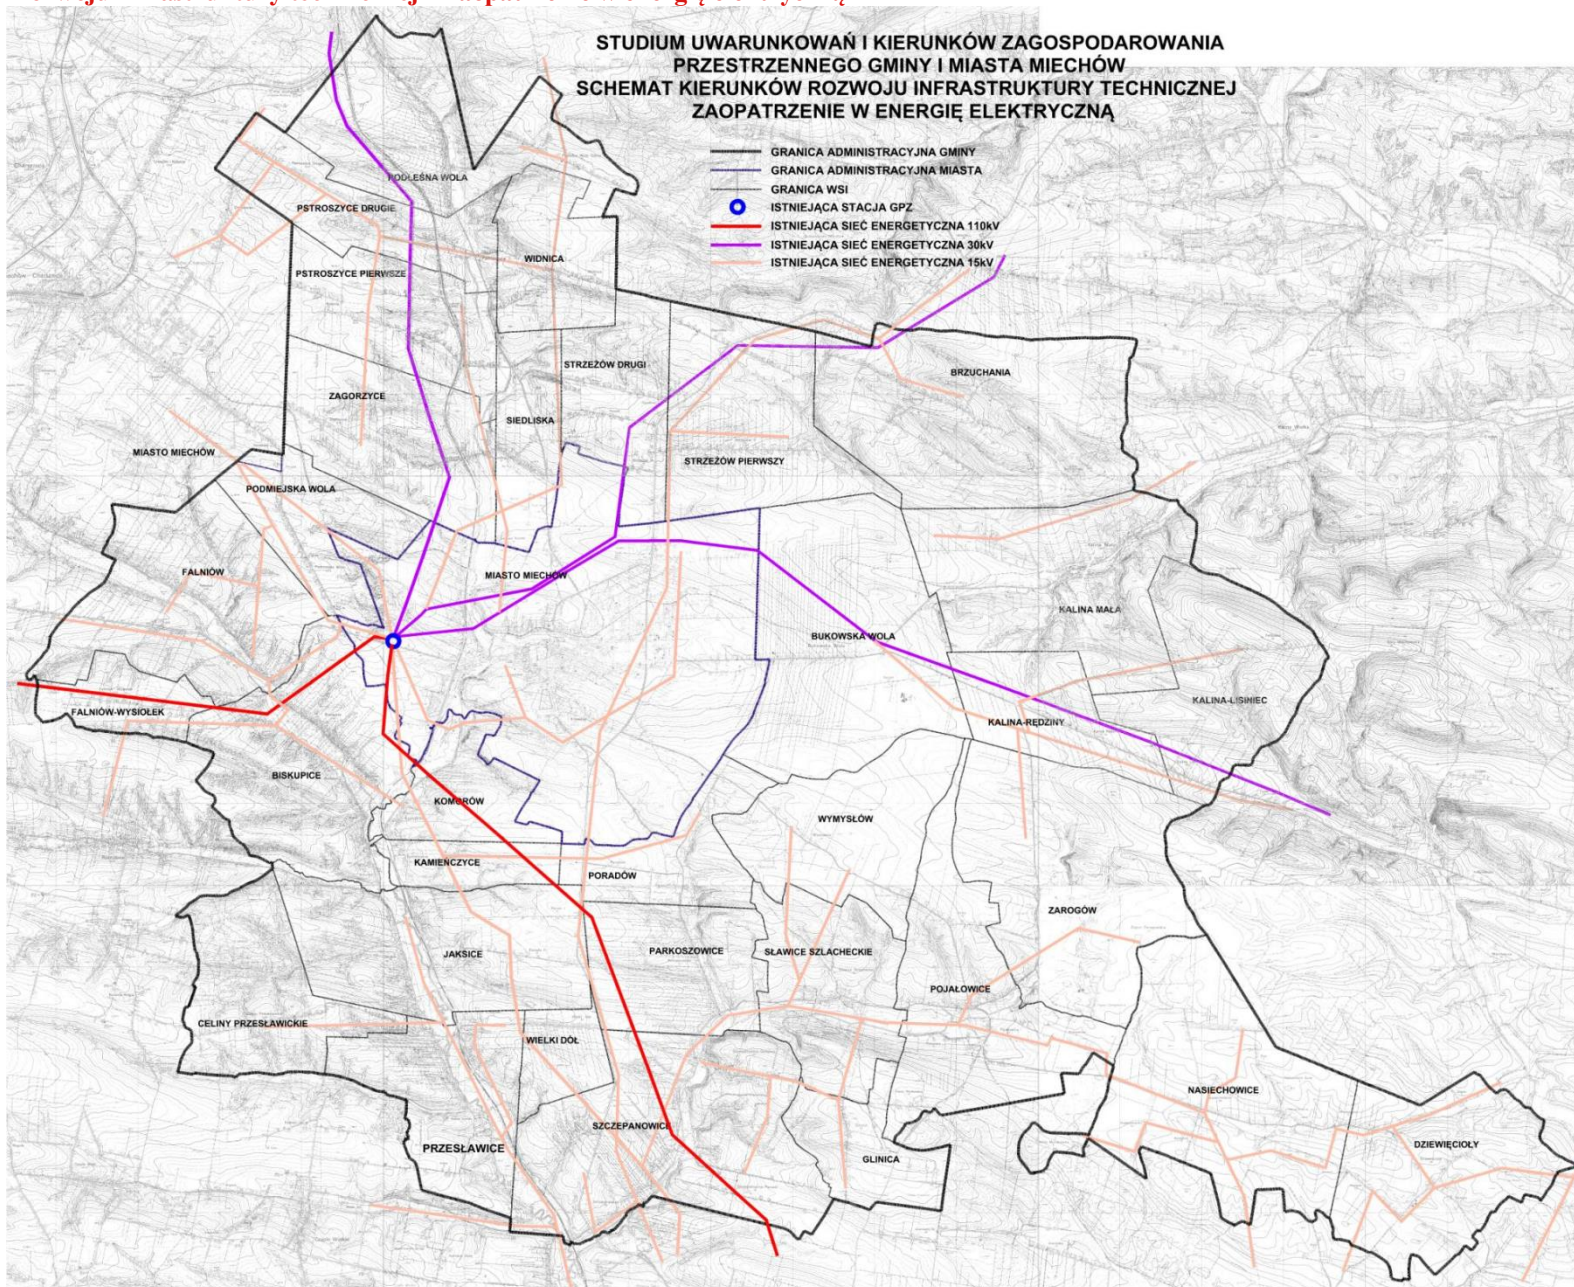 STUDIUM UWARUNKOWAŃ I KIERUNKÓW ZAGOSPODAROWANIA
PRZESTRZENNEGO GMINY I MIASTA MIECHÓW
SCHEMAT KIERUNKÓW ROZWOJU INFRASTRUKTURY TECHNICZNEJ
ZAOPATRZENIE W ENERGIĘ ELEKTRYCZNĄ
GRANICA ADMINISTRACYJNA GMINY
GRANICA ADMINISTRACYJNA MIASTA
GRANICA WSI
ISTNIEJĄCA STACJA GPZ
ISTNIEJĄCA SIEĆ ENERGETYCZNA 110kV
ISTNIEJĄCA SIEĆ ENERGETYCZNA 30kV
ISTNIEJĄCA SIEĆ ENERGETYCZNA 15kV
PODLEŚNA WOLA
PSTROSZYCE DRUGIE
WIDNICA
PSTROSZYCE PIERWSZE
STRZEŻÓW DRUGI
BRZUCHANIA
ZAGORZYCE
SIEDLISKA
MIASTO MIECHÓW
STRZEŻÓW PIERWSZY
PODMIEJSKA WOLA
FALNIÓW
MIASTO MIECHÓW
KALINA MAŁA
BUKOWSKA WOLA
KALINA-LISINIEC
FALNIÓW-WYSIOŁEK
KALINA-RĘDZINY
BISKUPICE
KOMORÓW
WYMYSŁÓW
KAMIEŃCZYCE
PORADÓW
ZAROGÓW
JAKSICE
PARKOSZOWICE
SŁAWICE SZLACHECKIE
POJAŁOWICE
CELINY PRZESŁAWICKIE
WIELKI DÓŁ
NASIECHOWICE
SZCZEPANOWICE
DZIEWIĘCIOŁY
PRZESŁAWICE
GLINICA